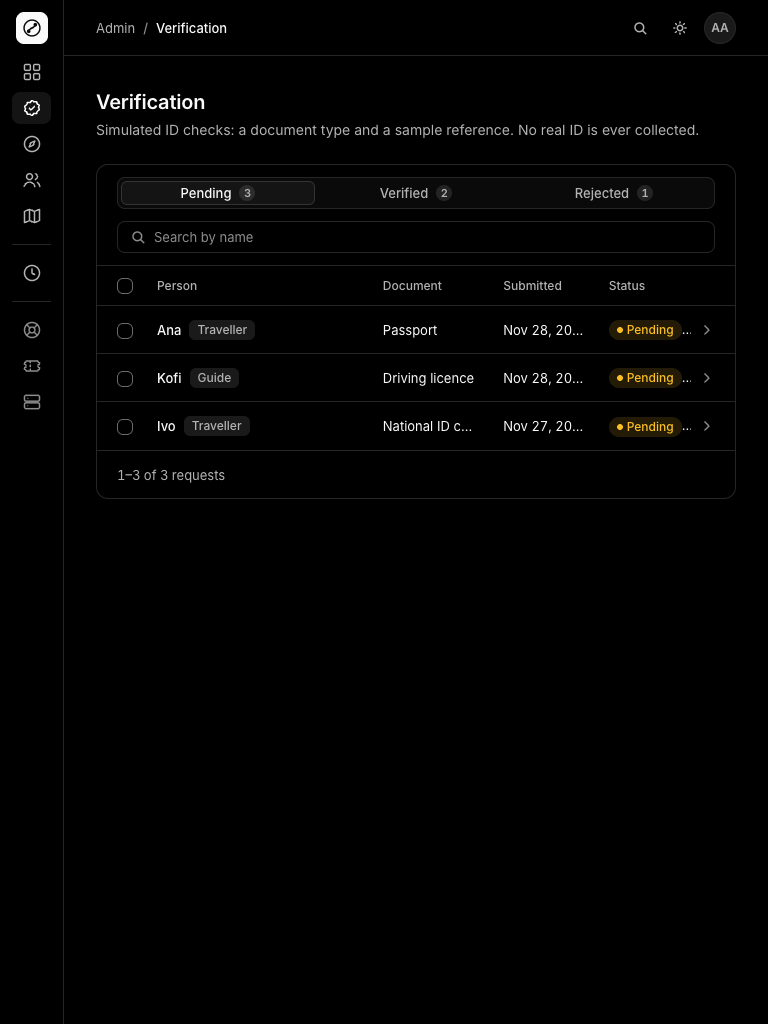 Admin / Verification
AA
Verification
Simulated ID checks: a document type and a sample reference. No real ID is ever collected.
Pending 3 Verified 2 Rejected 1
Search by name
Person Document Submitted Status
Ana Traveller Passport Nov 28, 20... Pending ...
Kofi Guide Driving licence Nov 28, 20... Pending ...
Ivo Traveller National ID c... Nov 27, 20... Pending ...
1–3 of 3 requests